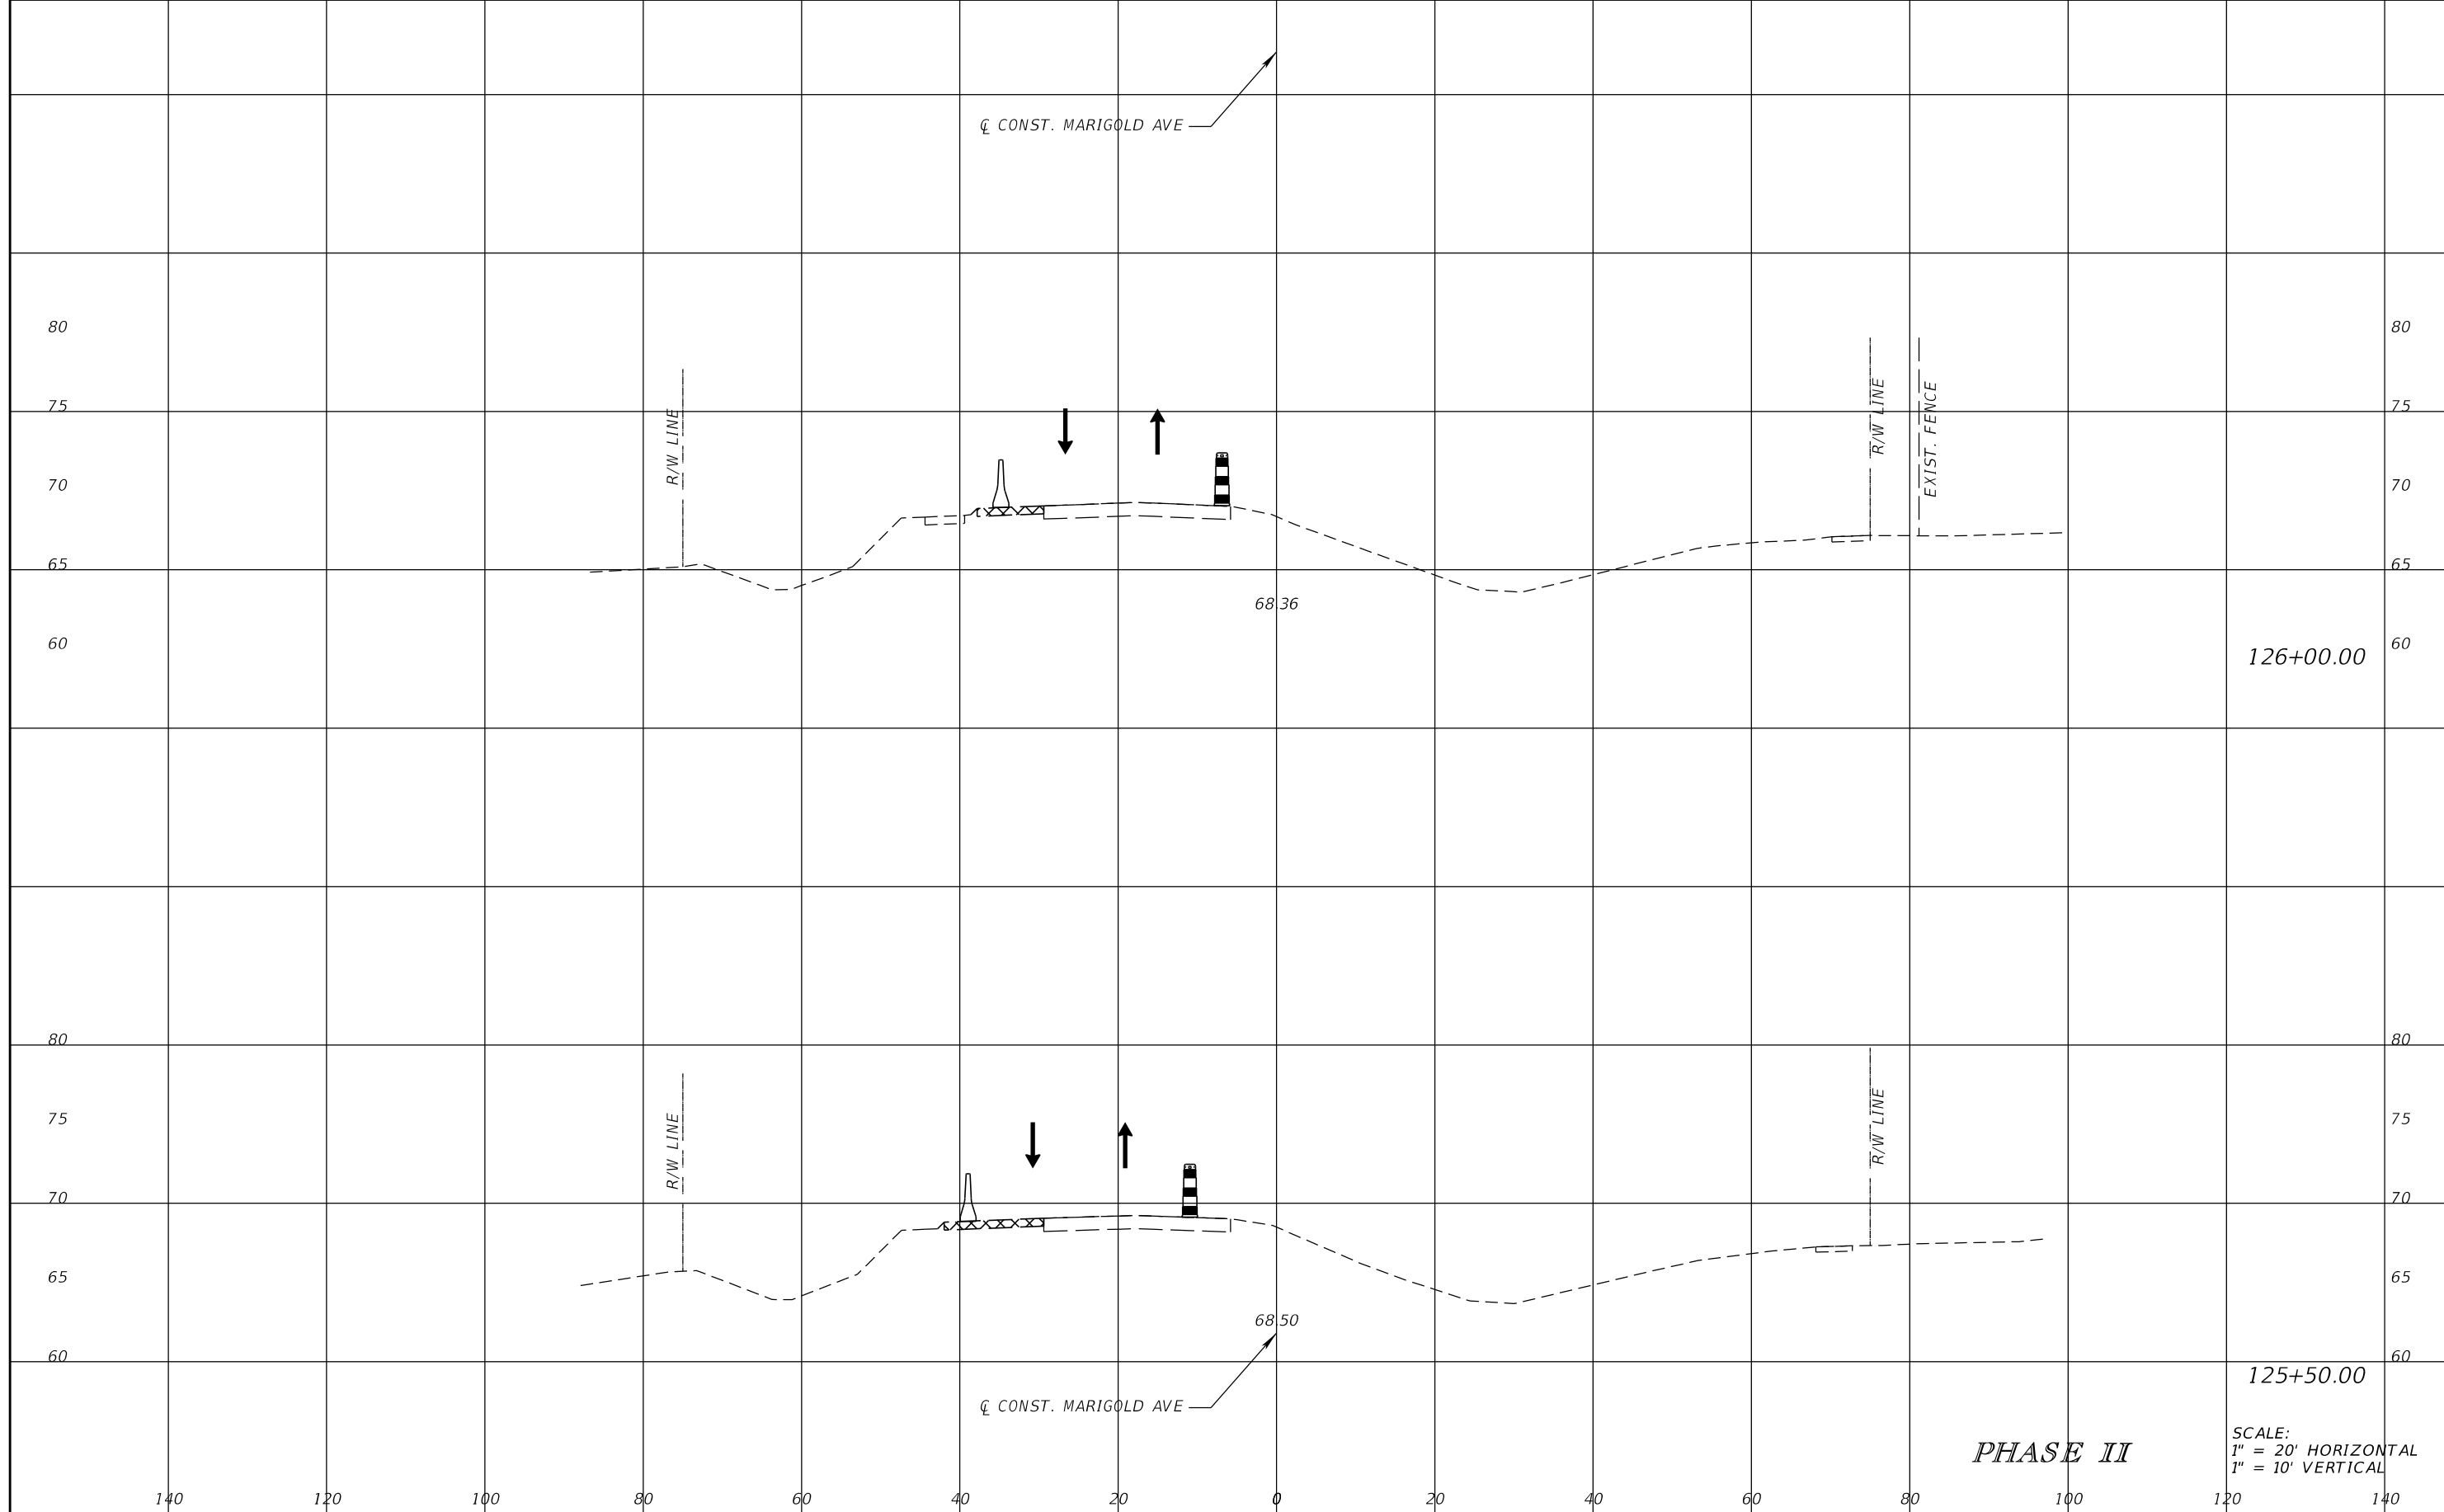 ℄ CONST. MARIGOLD AVE
80 80
R/W LINE
EXIST. FENCE
75 R/W LINE 75
70 70
65 65
68.36
60 60
126+00.00
80 80
75 R/W LINE R/W LINE 75
70 70
65 65
68.50
60 60
125+50.00
℄ CONST. MARIGOLD AVE
PHASE II
SCALE:
1" = 20' HORIZONTAL
1" = 10' VERTICAL
140 120 100 80 60 40 20 0 20 40 60 80 100 120 140